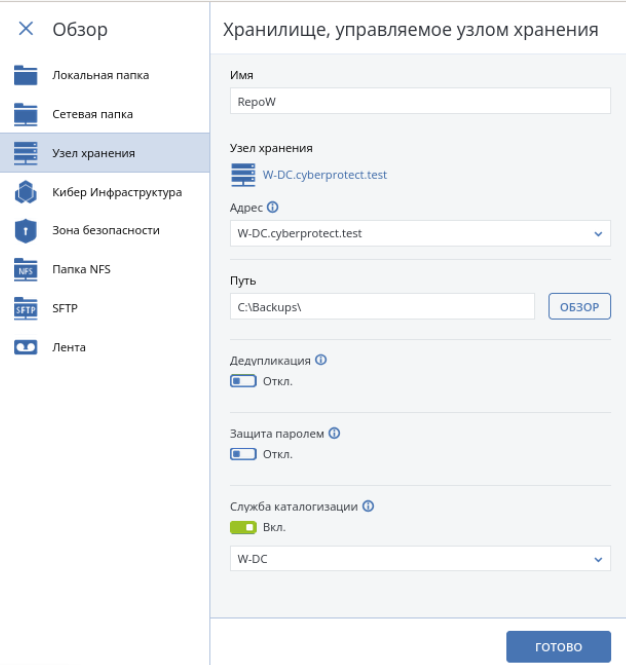 Обзор
Локальная папка
Сетевая папка
Узел хранения
Кибер Инфраструктура
Зона безопасности
NFS
Папка NFS
SFTP
SFTP
Лента
Хранилище, управляемое узлом хранения
Имя
RepoW
Узел хранения
W-DC.cyberprotect.test
Адрес
W-DC.cyberprotect.test
Путь
C:\Backups\
ОБЗОР
Дедупликация
Откл.
Защита паролем
Откл.
Служба каталогизации
Вкл.
W-DC
ГОТОВО